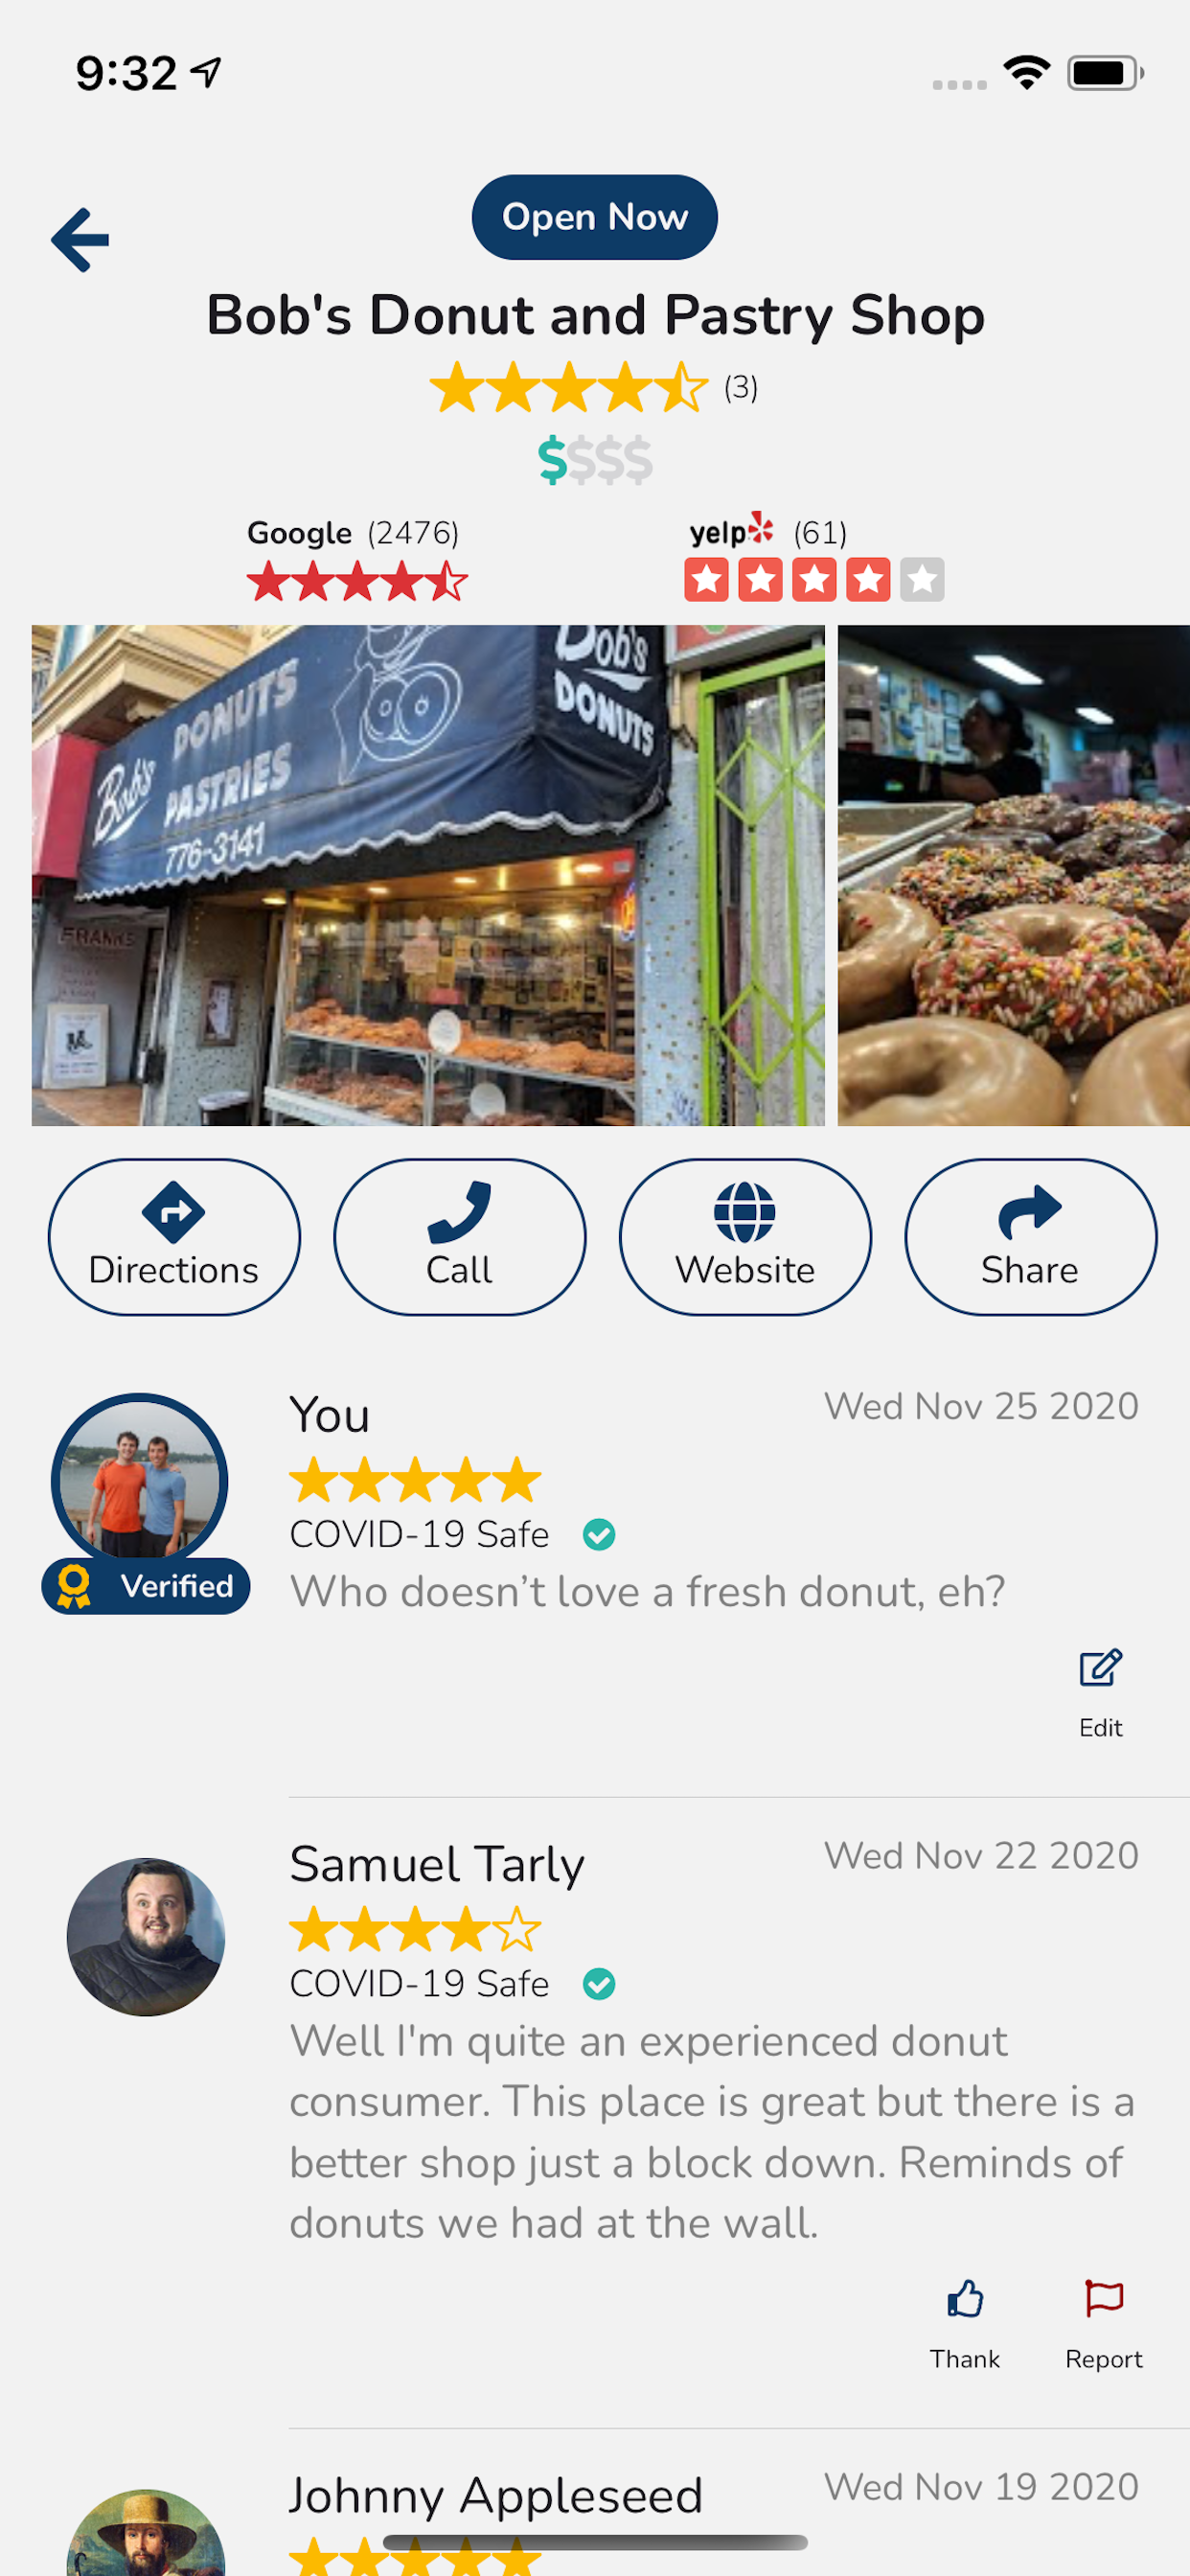 9:32
Open Now
Bob's Donut and Pastry Shop
(3)
$$$$
Google (2476)
yelp (61)
DONUTS
Bob's
PASTRIES
776-3141
Bob's
DONUTS
FRANKS
Directions
Call
Website
Share
You
Wed Nov 25 2020
COVID-19 Safe
Verified
Who doesn’t love a fresh donut, eh?
Edit
Samuel Tarly
Wed Nov 22 2020
COVID-19 Safe
Well I'm quite an experienced donut
consumer. This place is great but there is a
better shop just a block down. Reminds of
donuts we had at the wall.
Thank
Report
Johnny Appleseed
Wed Nov 19 2020